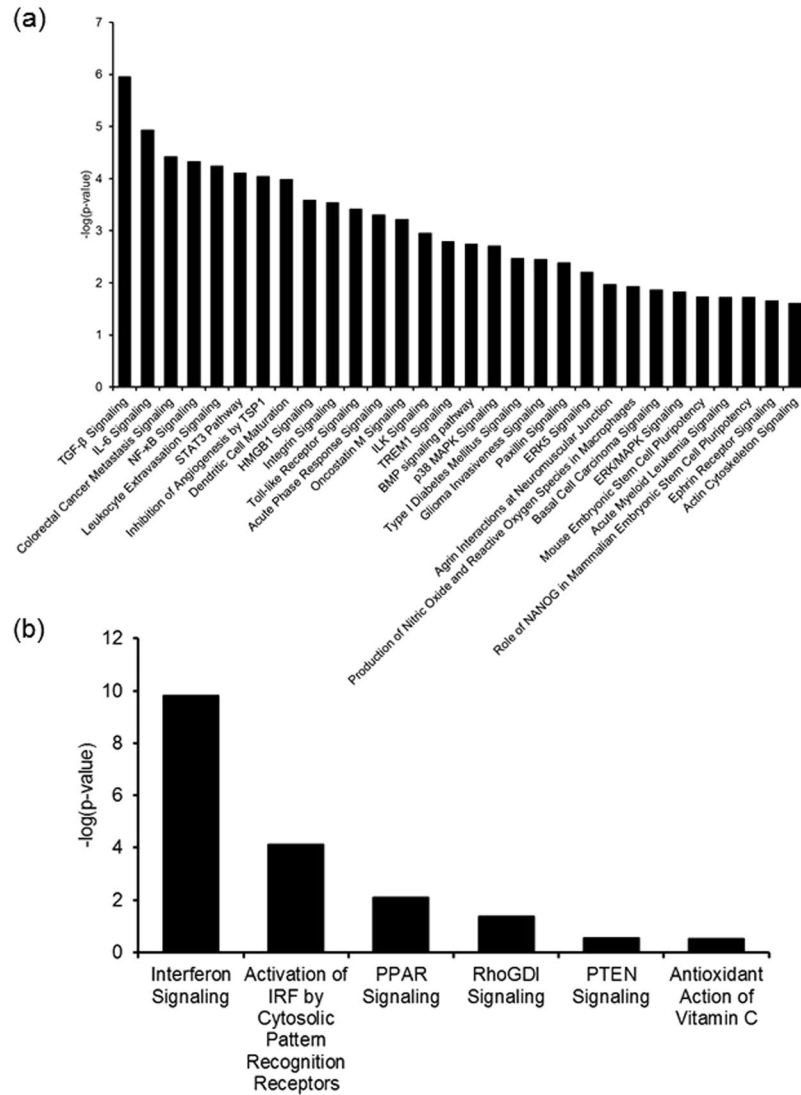 (a)
7
6
5
4
3
2
1
0
-log(p-value)
TGF-β Signaling
IL-6 Signaling
Colorectal Cancer Metastasis Signaling
NF-κB Signaling
Leukocyte Extravasation Signaling
STAT3 Pathway
Inhibition of Angiogenesis by TSP1
Dendritic Cell Maturation
HMGB1 Signaling
Integrin Signaling
Toll-like Receptor Signaling
Acute Phase Response Signaling
Oncostatin M Signaling
ILK Signaling
TREM1 Signaling
BMP signaling pathway
p38 MAPK Signaling
Type I Diabetes Mellitus Signaling
Glioma Invasiveness Signaling
Paxillin Signaling
ERK5 Signaling
Agrin Interactions at Neuromuscular Junction
Production of Nitric Oxide and Reactive Oxygen Species in Macrophages
Basal Cell Carcinoma Signaling
ERK/MAPK Signaling
Mouse Embryonic Stem Cell Pluripotency
Acute Myeloid Leukemia Signaling
Role of NANOG in Mammalian Embryonic Stem Cell Pluripotency
Ephrin Receptor Signaling
Actin Cytoskeleton Signaling
(b)
12
10
8
6
4
2
0
-log(p-value)
Interferon
Signaling
Activation of
IRF by
Cytosolic
Pattern
Recognition
Receptors
PPAR
Signaling
RhoGDI
Signaling
PTEN
Signaling
Antioxidant
Action of
Vitamin C